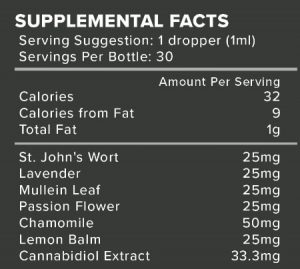 SUPPLEMENTAL FACTS
Serving Suggestion: 1 dropper (1ml)
Servings Per Bottle: 30
Amount Per Serving
Calories 32
Calories from Fat 9
Total Fat 1g
St. John's Wort 25mg
Lavender 25mg
Mullein Leaf 25mg
Passion Flower 25mg
Chamomile 50mg
Lemon Balm 25mg
Cannabidiol Extract 33.3mg